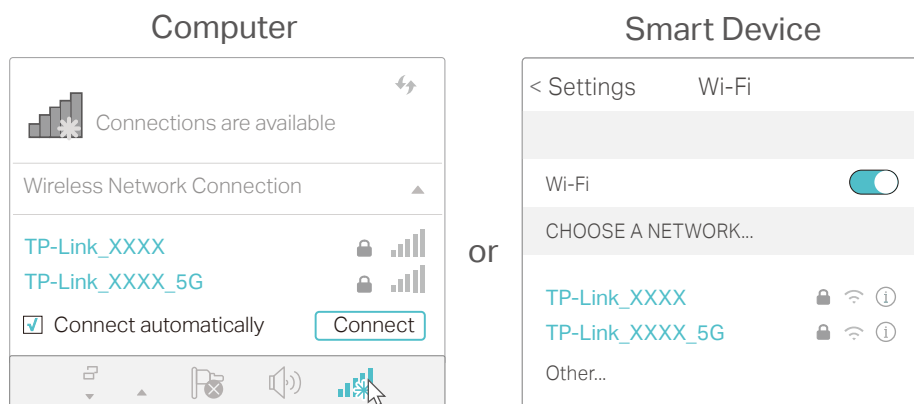 Computer
Connections are available
Wireless Network Connection
TP-Link_XXXX
TP-Link_XXXX_5G
Connect automatically
Connect
or
Smart Device
< Settings Wi-Fi
Wi-Fi
CHOOSE A NETWORK...
TP-Link_XXXX
TP-Link_XXXX_5G
Other...